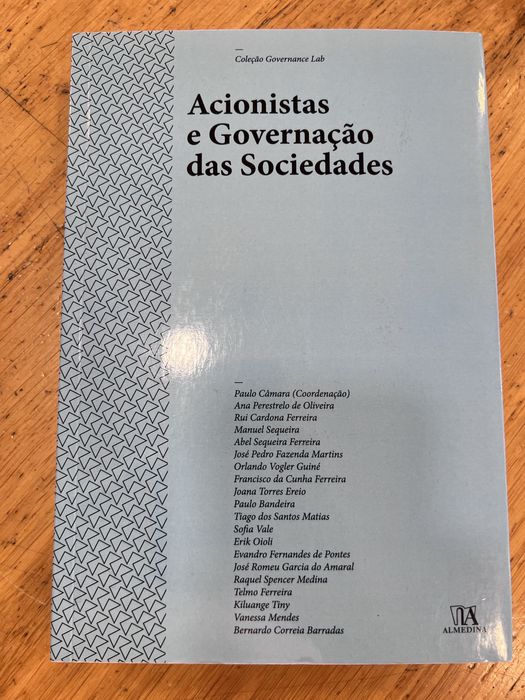 Coleção Governance Lab
Acionistas
e Governação
das Sociedades
Paulo Câmara (Coordenação)
Ana Perestrelo de Oliveira
Rui Cardona Ferreira
Manuel Sequeira
Abel Sequeira Ferreira
José Pedro Fazenda Martins
Orlando Vogler Guiné
Francisco da Cunha Ferreira
Joana Torres Ereio
Paulo Bandeira
Tiago dos Santos Matias
Sofia Vale
Erik Oioli
Evandro Fernandes de Pontes
José Romeu Garcia do Amaral
Raquel Spencer Medina
Telmo Ferreira
Kiluange Tiny
Vanessa Mendes
Bernardo Correia Barradas
ALMEDINA